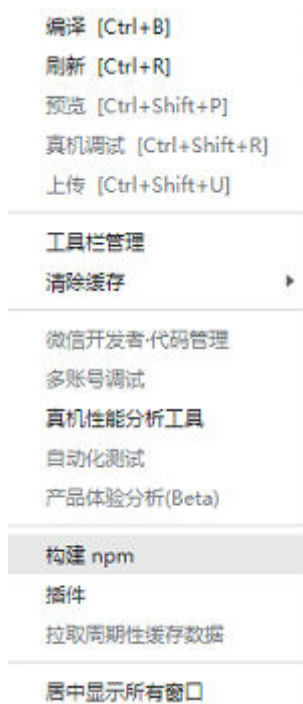 编译 [Ctrl+B]
刷新 [Ctrl+R]
预览 [Ctrl+Shift+P]
真机调试 [Ctrl+Shift+R]
上传 [Ctrl+Shift+U]
工具栏管理
清除缓存
微信开发者·代码管理
多账号调试
真机性能分析工具
自动化测试
产品体验分析(Beta)
构建 npm
插件
拉取周期性缓存数据
居中显示所有窗口